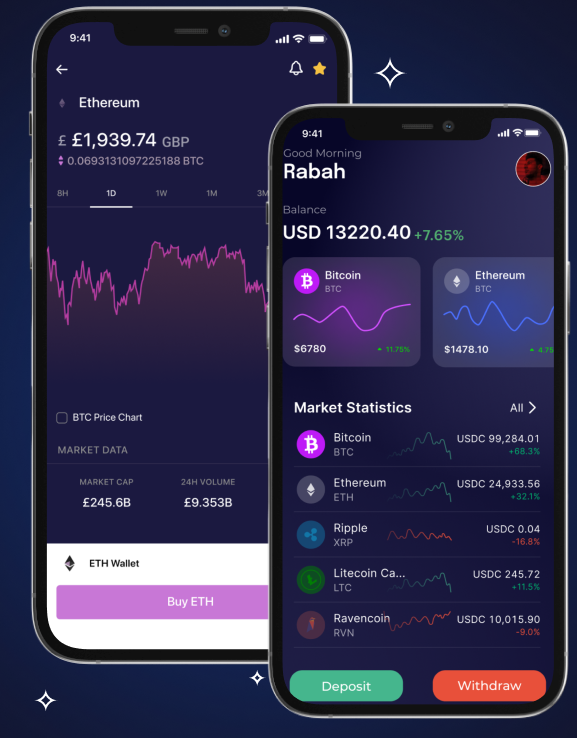 9:41
Ethereum
£ £1,939.74 GBP
0.0693131097225188 BTC
8H 1D 1W 1M 3M
BTC Price Chart
MARKET DATA
MARKET CAP 24H VOLUME
£245.6B £9.353B
ETH Wallet
Buy ETH
9:41
Good Morning
Rabah
Balance
USD 13220.40 +7.65%
Bitcoin
BTC
$6780 11.75%
Ethereum
BTC
$1478.10 4.75
Market Statistics All
Bitcoin USDC 99,284.01
BTC +68.3%
Ethereum USDC 24,933.56
ETH +32.1%
Ripple USDC 0.04
XRP -16.8%
Litecoin Ca... USDC 245.72
LTC +11.5%
Ravencoin USDC 10,015.90
RVN -9.0%
Deposit Withdraw